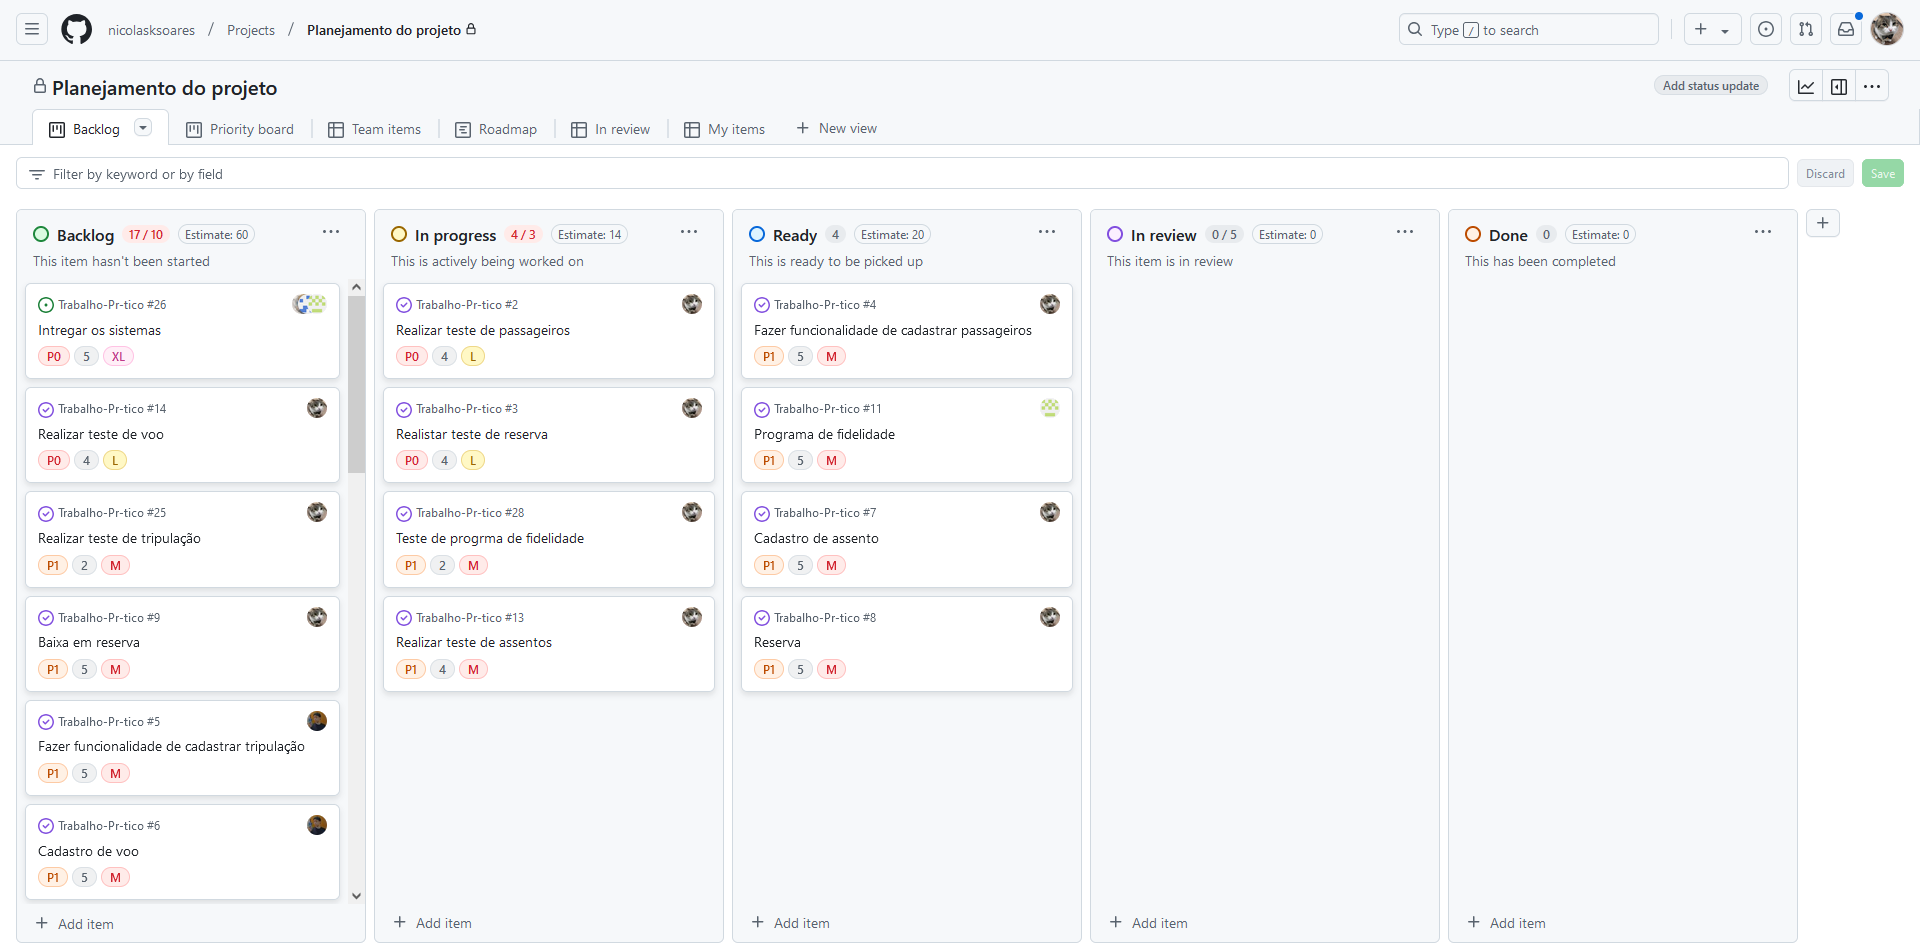 nicolasksoares / Projects / Planejamento do projeto
Type / to search
Planejamento do projeto
Add status update
Backlog
Priority board
Team items
Roadmap
In review
My items
New view
Filter by keyword or by field
Discard
Save
Backlog 17 / 10 Estimate: 60
This item hasn't been started
Trabalho-Pr-tico #26
Intregar os sistemas
P0 5 XL
Trabalho-Pr-tico #14
Realizar teste de voo
P0 4 L
Trabalho-Pr-tico #25
Realizar teste de tripulação
P1 2 M
Trabalho-Pr-tico #9
Baixa em reserva
P1 5 M
Trabalho-Pr-tico #5
Fazer funcionalidade de cadastrar tripulação
P1 5 M
Trabalho-Pr-tico #6
Cadastro de voo
P1 5 M
Add item
In progress 4 / 3 Estimate: 14
This is actively being worked on
Trabalho-Pr-tico #2
Realizar teste de passageiros
P0 4 L
Trabalho-Pr-tico #3
Realistar teste de reserva
P0 4 L
Trabalho-Pr-tico #28
Teste de progrma de fidelidade
P1 2 M
Trabalho-Pr-tico #13
Realizar teste de assentos
P1 4 M
Add item
Ready 4 Estimate: 20
This is ready to be picked up
Trabalho-Pr-tico #4
Fazer funcionalidade de cadastrar passageiros
P1 5 M
Trabalho-Pr-tico #11
Programa de fidelidade
P1 5 M
Trabalho-Pr-tico #7
Cadastro de assento
P1 5 M
Trabalho-Pr-tico #8
Reserva
P1 5 M
Add item
In review 0 / 5 Estimate: 0
This item is in review
Add item
Done 0 Estimate: 0
This has been completed
Add item